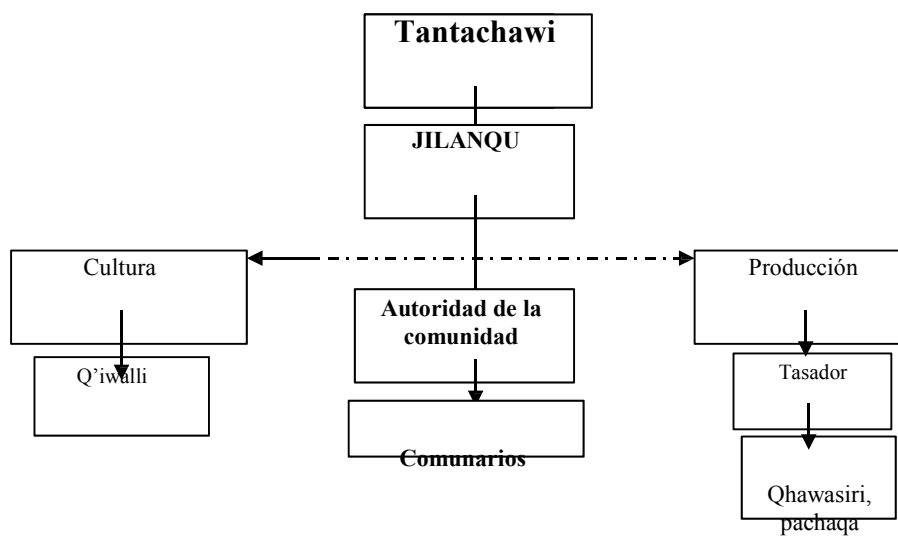 Tantachawi
JILANQU
Cultura
Producción
Autoridad de la
comunidad
Q’iwalli
Tasador
Comunarios
Qhawasiri,
pachaqa